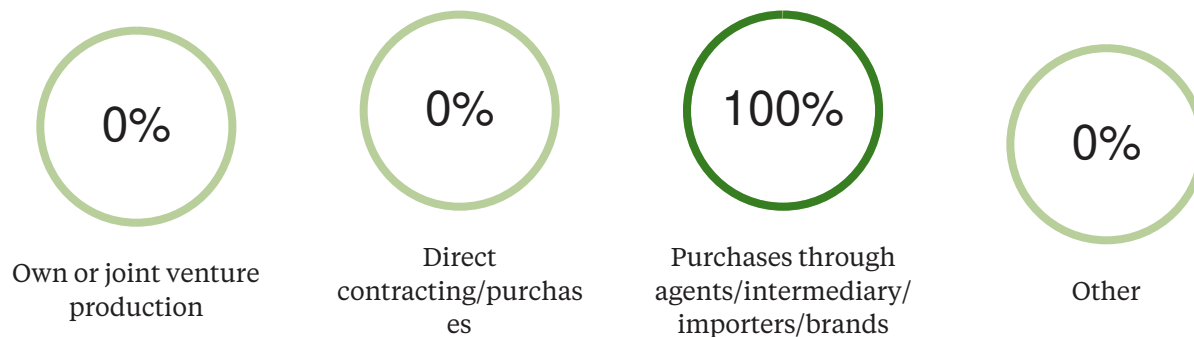 0%
Own or joint venture
production
0%
Direct
contracting/purchas
es
100%
Purchases through
agents/intermediary/
importers/brands
0%
Other